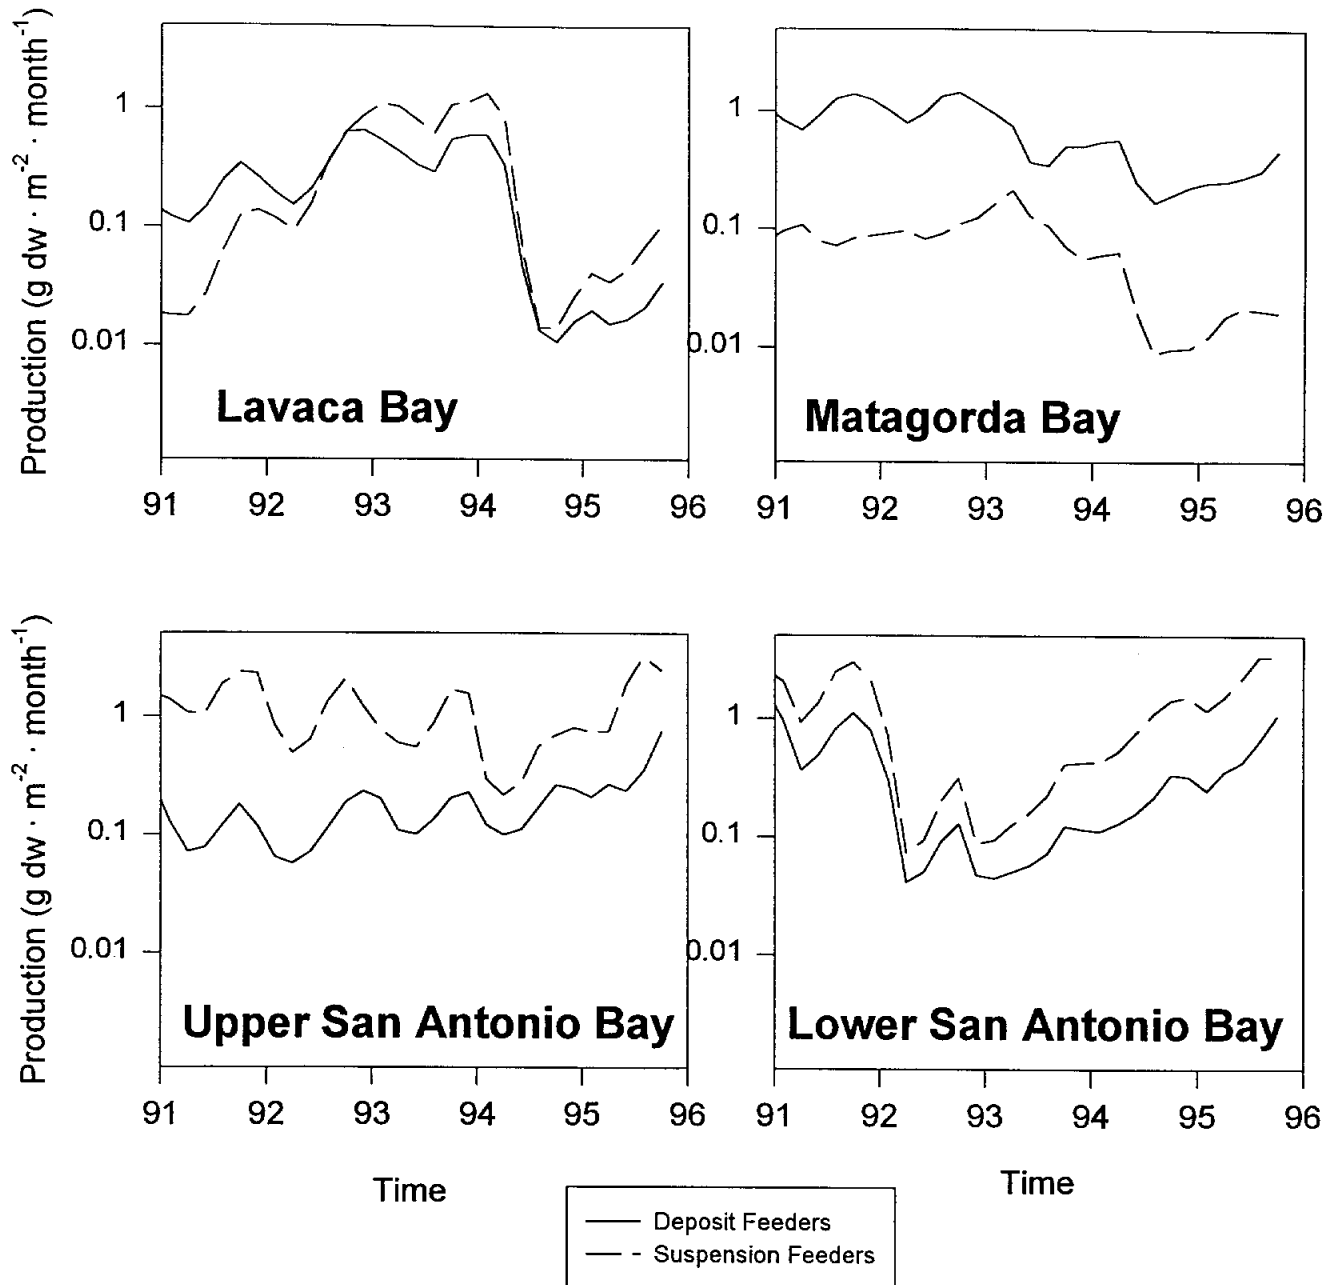 Production (g dw · m-2 · month-1)
1
0.1
0.01
Lavaca Bay
91 92 93 94 95 96
1
0.1
0.01
Matagorda Bay
91 92 93 94 95 96
Production (g dw · m-2 · month-1)
1
0.1
0.01
Upper San Antonio Bay
91 92 93 94 95 96
Time
1
0.1
0.01
Lower San Antonio Bay
91 92 93 94 95 96
Time
Deposit Feeders
Suspension Feeders